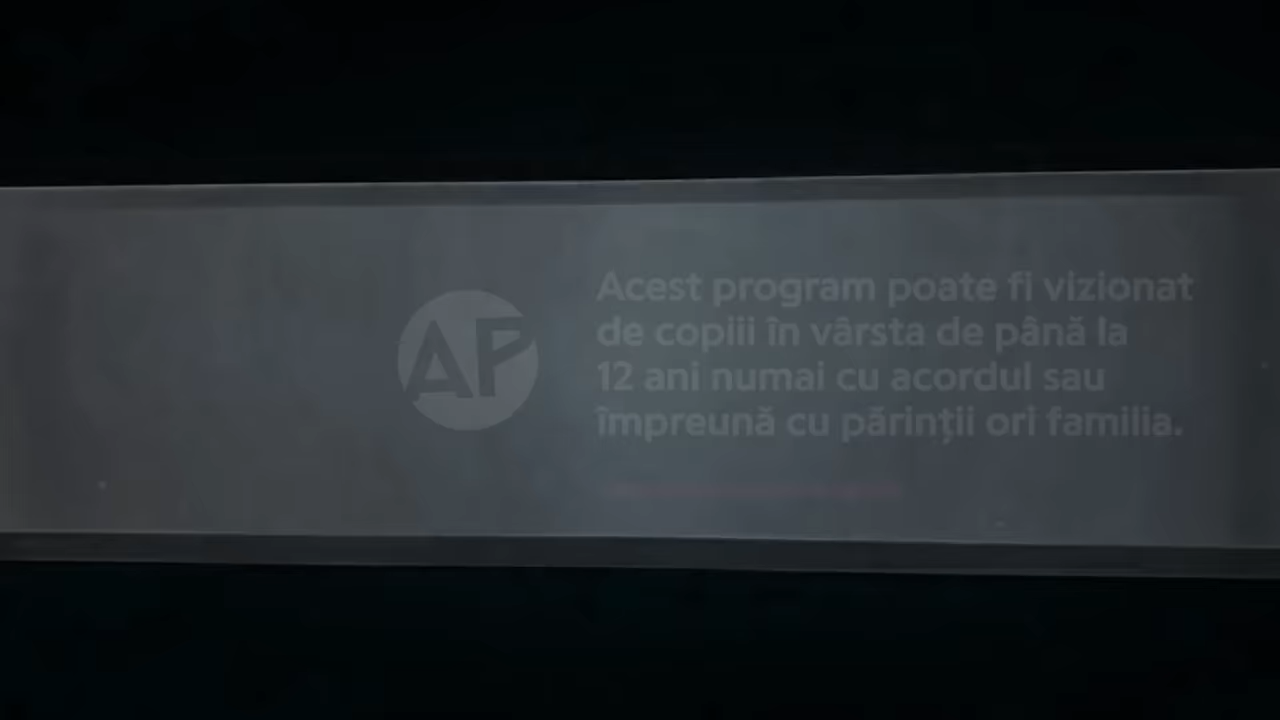 AP
Acest program poate fi vizionat
de copiii în vârsta de până la
12 ani numai cu acordul sau
împreună cu părinții ori familia.